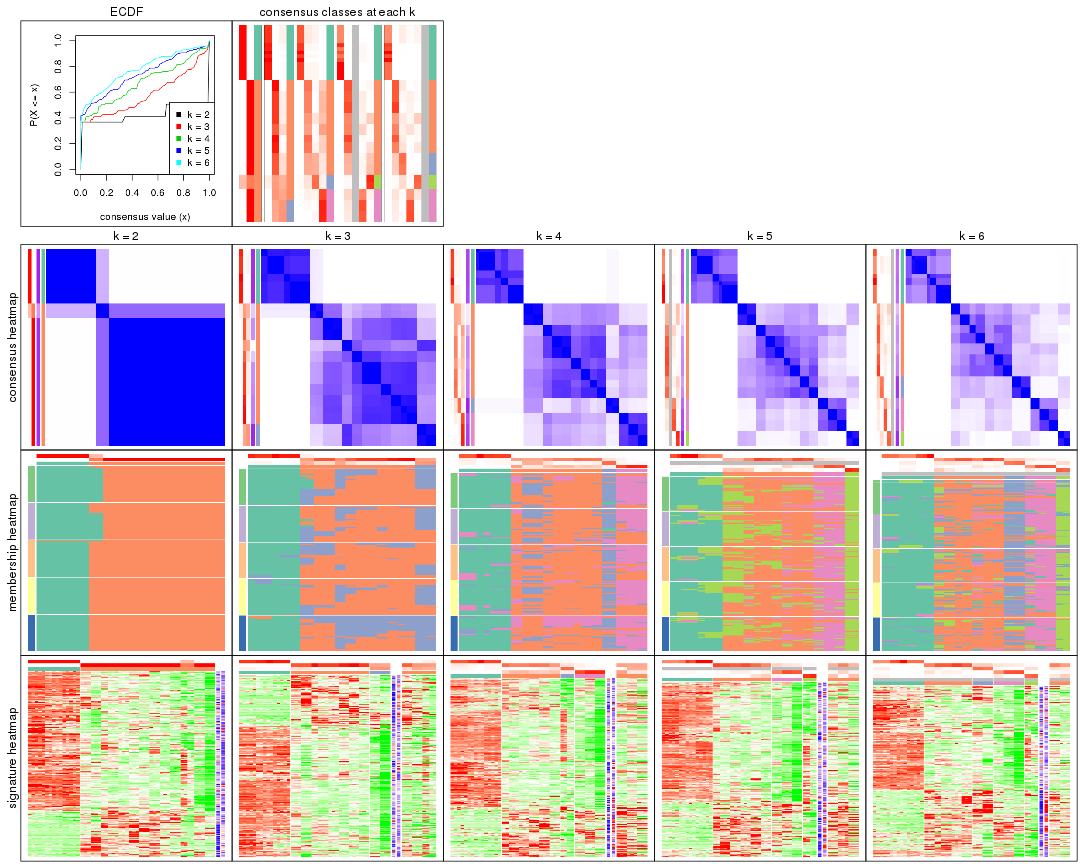 ECDF
consensus classes at each k
P(X <= x)
0.0
0.2
0.4
0.6
0.8
1.0
k = 2
k = 3
k = 4
k = 5
k = 6
0.0 0.2 0.4 0.6 0.8 1.0
consensus value (x)
k = 2
k = 3
k = 4
k = 5
k = 6
consensus heatmap
membership heatmap
signature heatmap